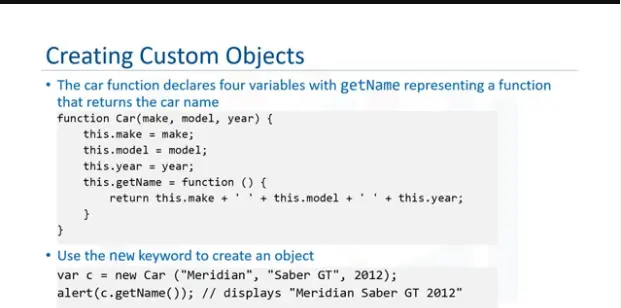 Creating Custom Objects
• The car function declares four variables with getName representing a function
that returns the car name
function Car(make, model, year) {
this.make = make;
this.model = model;
this.year = year;
this.getName = function () {
return this.make + ' ' + this.model + ' ' + this.year;
}
}
• Use the new keyword to create an object
var c = new Car ("Meridian", "Saber GT", 2012);
alert(c.getName()); // displays "Meridian Saber GT 2012"